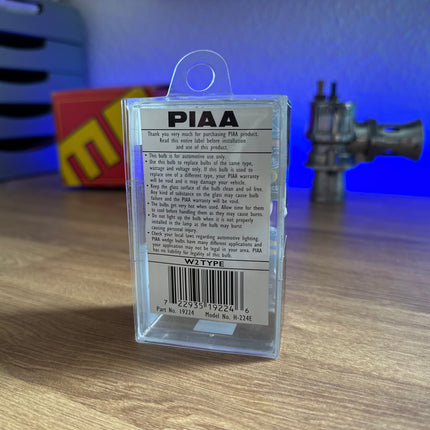 PIAA
Thank you very much for purchasing PIAA product.
Read this entire label before installation
and use of this product.
• This bulb is for automotive use only.
• Use this bulb to replace bulbs of the same type,
wattage and voltage only. If this bulb is used to
replace one of a different type, your PIAA warranty
will be void and it may damage your vehicle.
• Keep the glass surface of the bulb clean and oil free.
Any kind of substance on the glass may cause bulb
failure and the PIAA warranty will be void.
• The bulbs get very hot when used. Allow time for them
to cool before handling them as they may cause burns.
• Do not light up the bulb when it is not properly
installed in the lamp as the bulb may burst
causing personal injury.
• Check your local laws regarding automotive lighting.
PIAA wedge bulbs have many different applications and
your application may not be legal in your area. PIAA
has no liability for legality of this bulb.
W2TYPE
7 22935 19224 6
Part No. 19224 Model No. H-224E